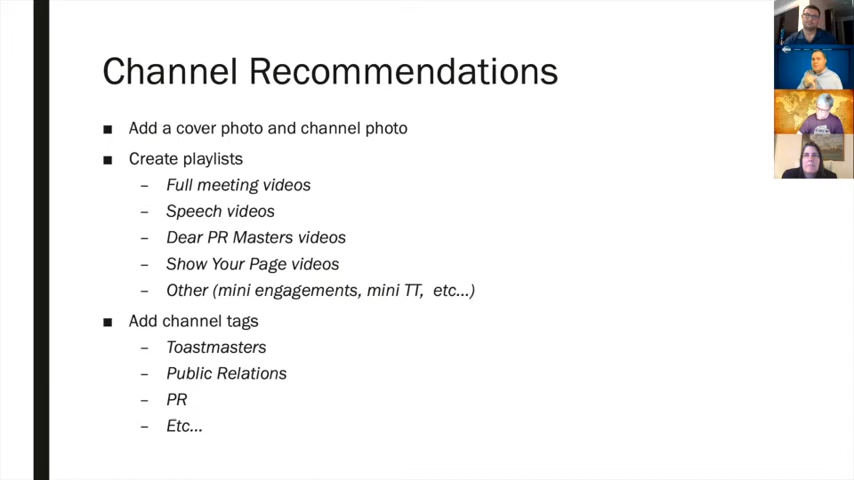 Channel Recommendations
■ Add a cover photo and channel photo
■ Create playlists
– Full meeting videos
– Speech videos
– Dear PR Masters videos
– Show Your Page videos
– Other (mini engagements, mini TT, etc...)
■ Add channel tags
– Toastmasters
– Public Relations
– PR
– Etc...